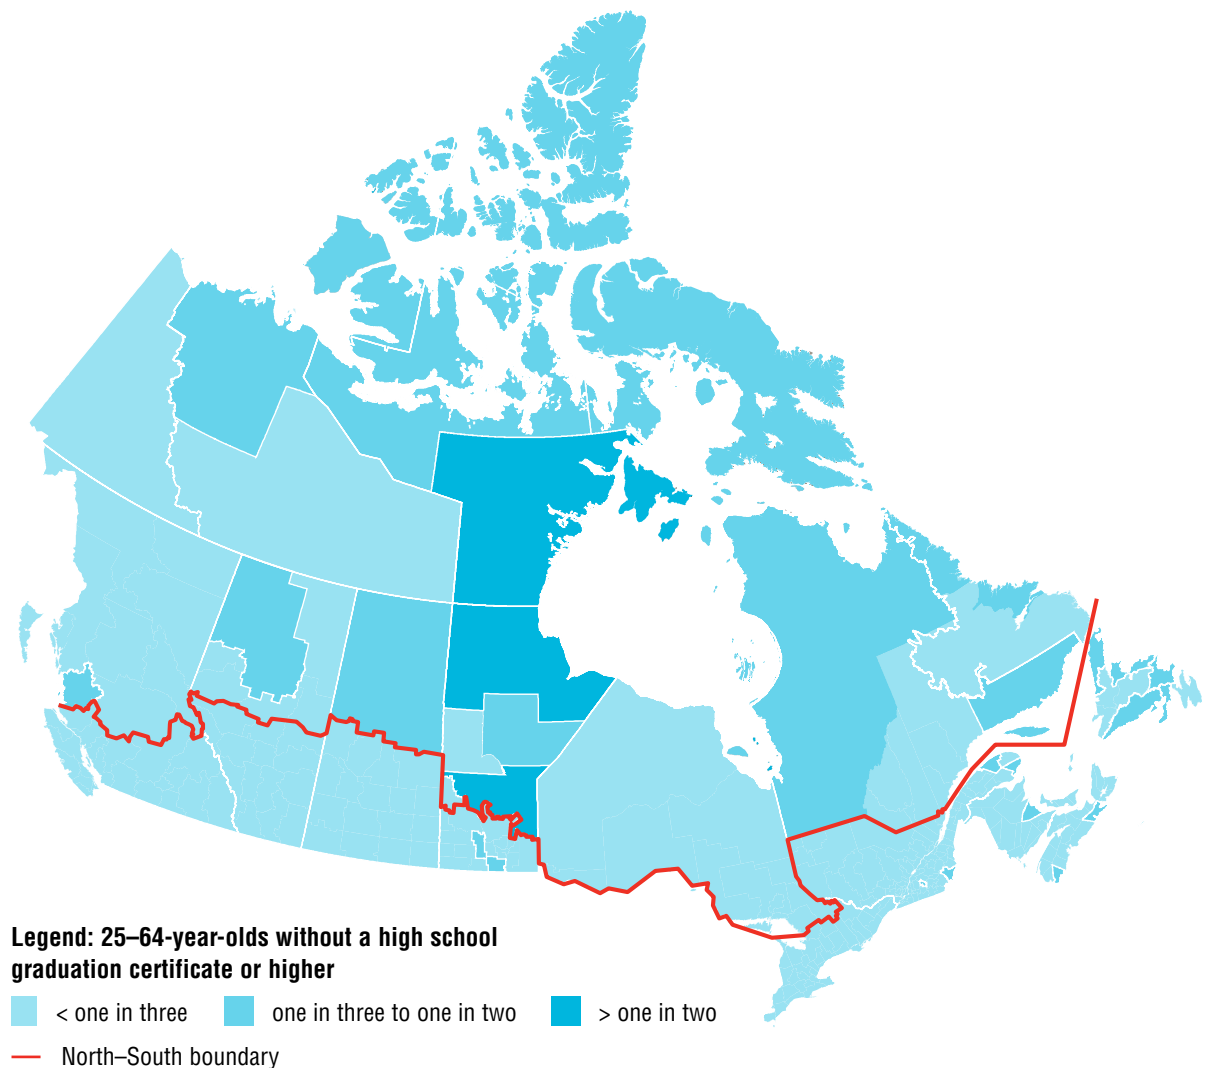 Legend: 25–64-year-olds without a high school
graduation certificate or higher
< one in three one in three to one in two > one in two
North–South boundary